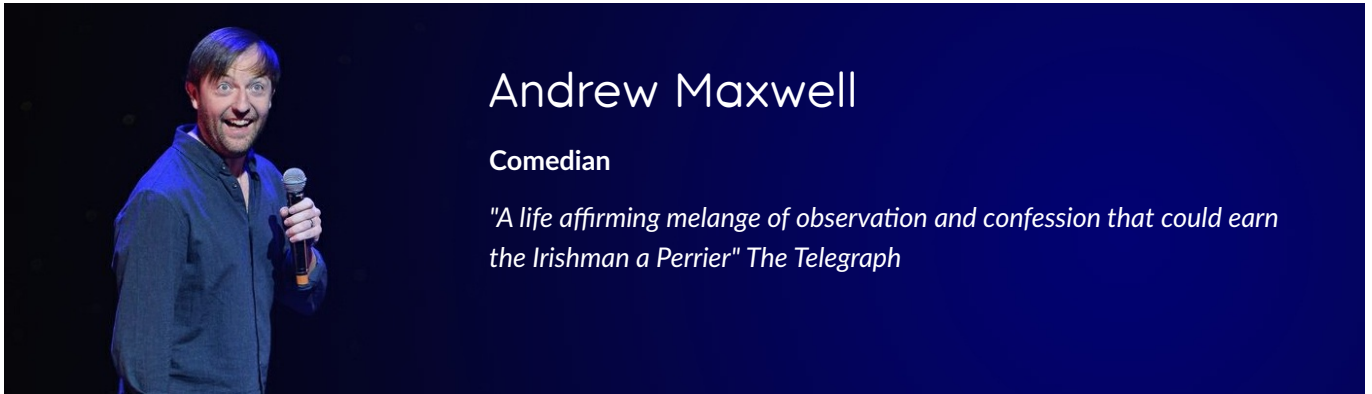 Andrew Maxwell
Comedian
"A life affirming melange of observation and confession that could earn
the Irishman a Perrier" The Telegraph